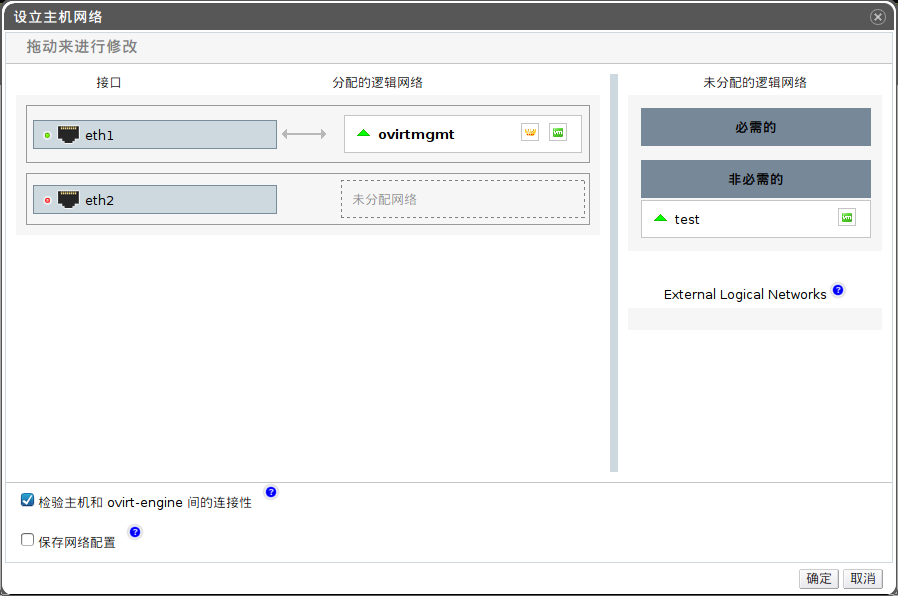 设立主机网络
拖动来进行修改
接口
分配的逻辑网络
未分配的逻辑网络
eth1
ovirtmgmt
vm
eth2
未分配网络
必需的
非必需的
test
vm
External Logical Networks ?
检验主机和 ovirt-engine 间的连接性 ?
保存网络配置 ?
确定
取消